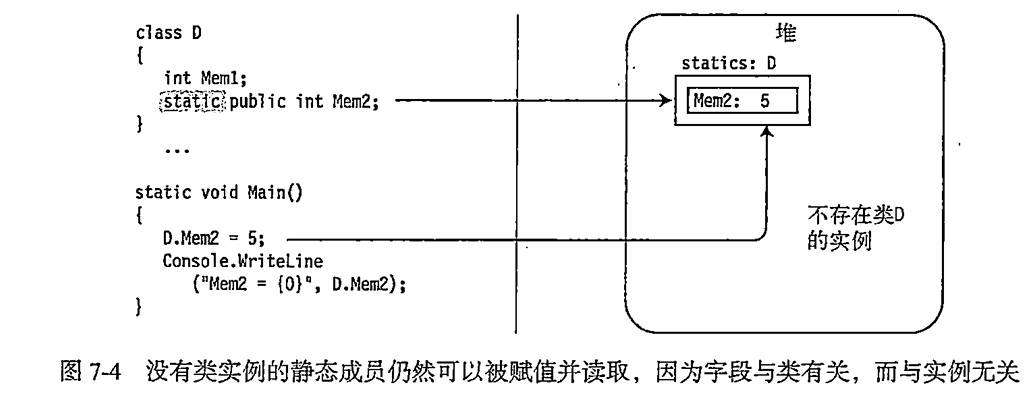 class D
{
int Mem1;
static public int Mem2;
}
...
static void Main()
{
D.Mem2 = 5;
Console.WriteLine
("Mem2 = {0}", D.Mem2);
}
堆
statics: D
Mem2: 5
不存在类D
的实例
图 7-4 没有类实例的静态成员仍然可以被赋值并读取，因为字段与类有关，而与实例无关